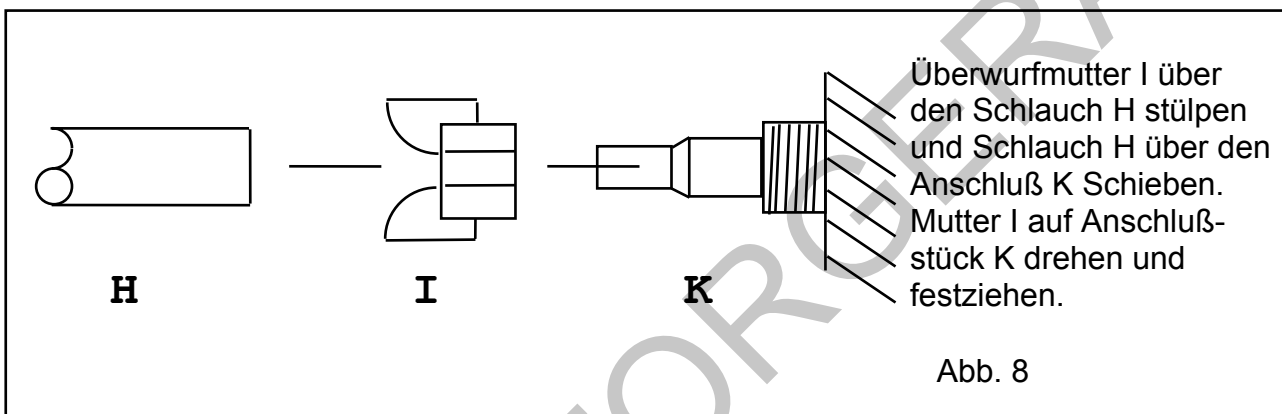 Überwurfmutter I über
den Schlauch H stülpen
und Schlauch H über den
Anschluß K Schieben.
Mutter I auf Anschluß-
stück K drehen und
festziehen.
H I K
Abb. 8
ORGERA